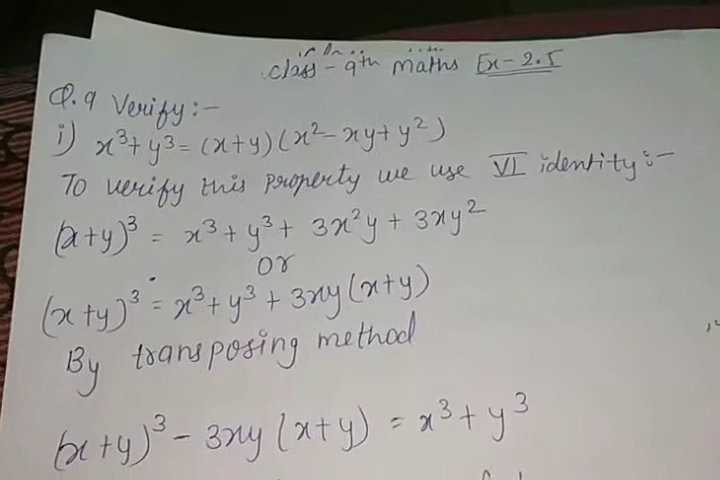 class - 9th Maths Ex - 2.5
Q.9 Verify :-
i) x³ + y³ = (x+y) (x² - xy + y²)
To verify this property we use VI identity :-
(x+y)³ = x³ + y³ + 3x²y + 3xy²
or
(x+y)³ = x³ + y³ + 3xy (x+y)
By transposing method
(x+y)³ - 3xy (x+y) = x³ + y³